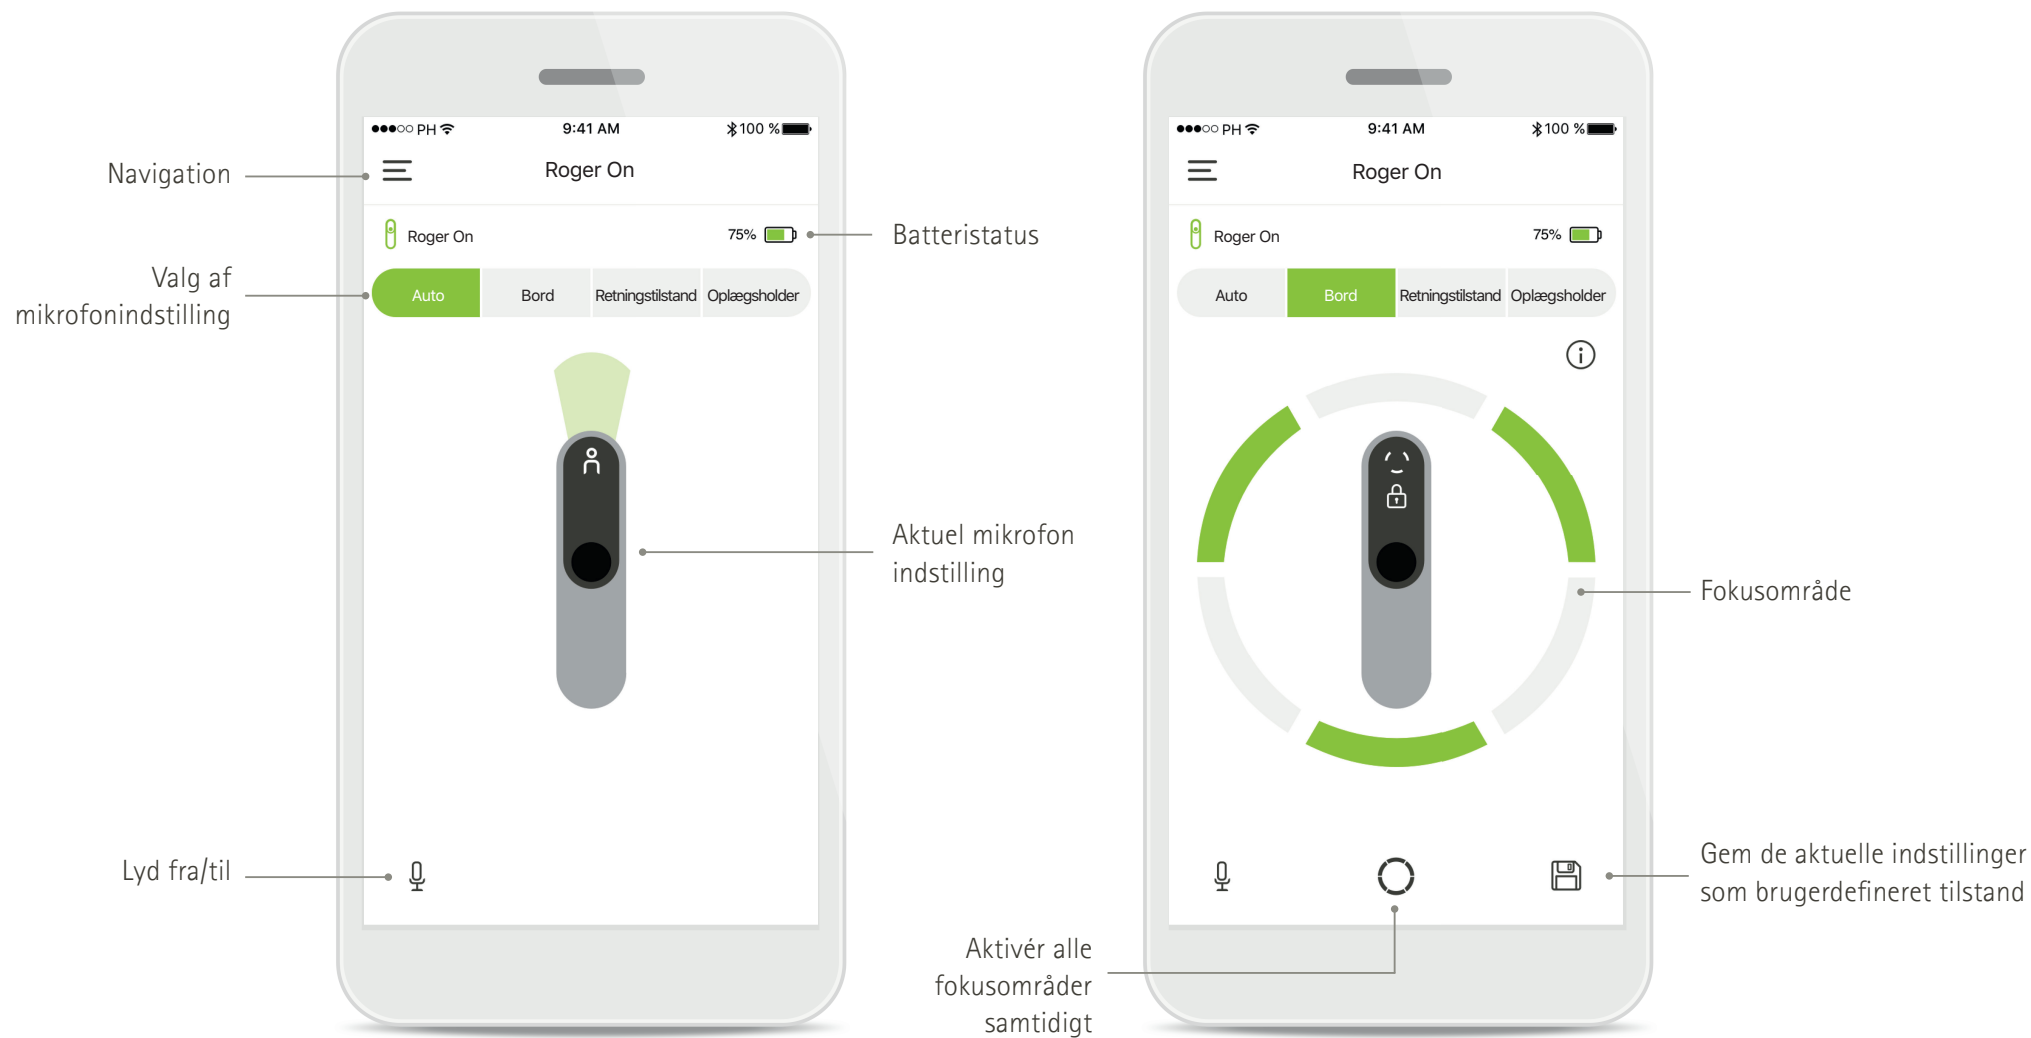 PH
9:41 AM
100 %
Navigation
Roger On
Roger On
75%
Batteristatus
Valg af
mikrofonindstilling
Auto
Bord
Retningstilstand
Oplægsholder
Aktuel mikrofon
indstilling
Lyd fra/til
PH
9:41 AM
100 %
Roger On
Roger On
75%
Auto
Bord
Retningstilstand
Oplægsholder
Fokusområde
Gem de aktuelle indstillinger
som brugerdefineret tilstand
Aktivér alle
fokusområder
samtidigt